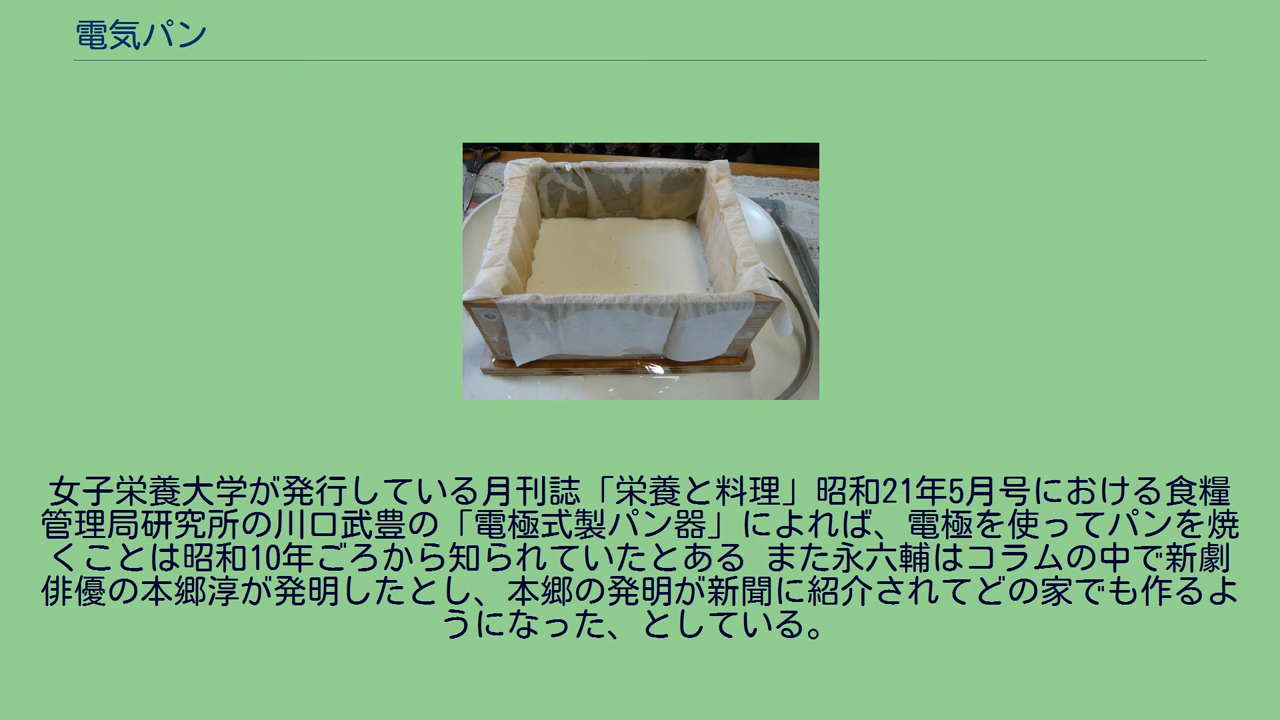 電気パン
女子栄養大学が発行している月刊誌「栄養と料理」昭和21年5月号における食糧
管理局研究所の川口武豊の「電極式製パン器」によれば、電極を使ってパンを焼
くことは昭和10年ごろから知られていたとある また永六輔はコラムの中で新劇
俳優の本郷淳が発明したとし、本郷の発明が新聞に紹介されてどの家でも作るよ
うになった、としている。